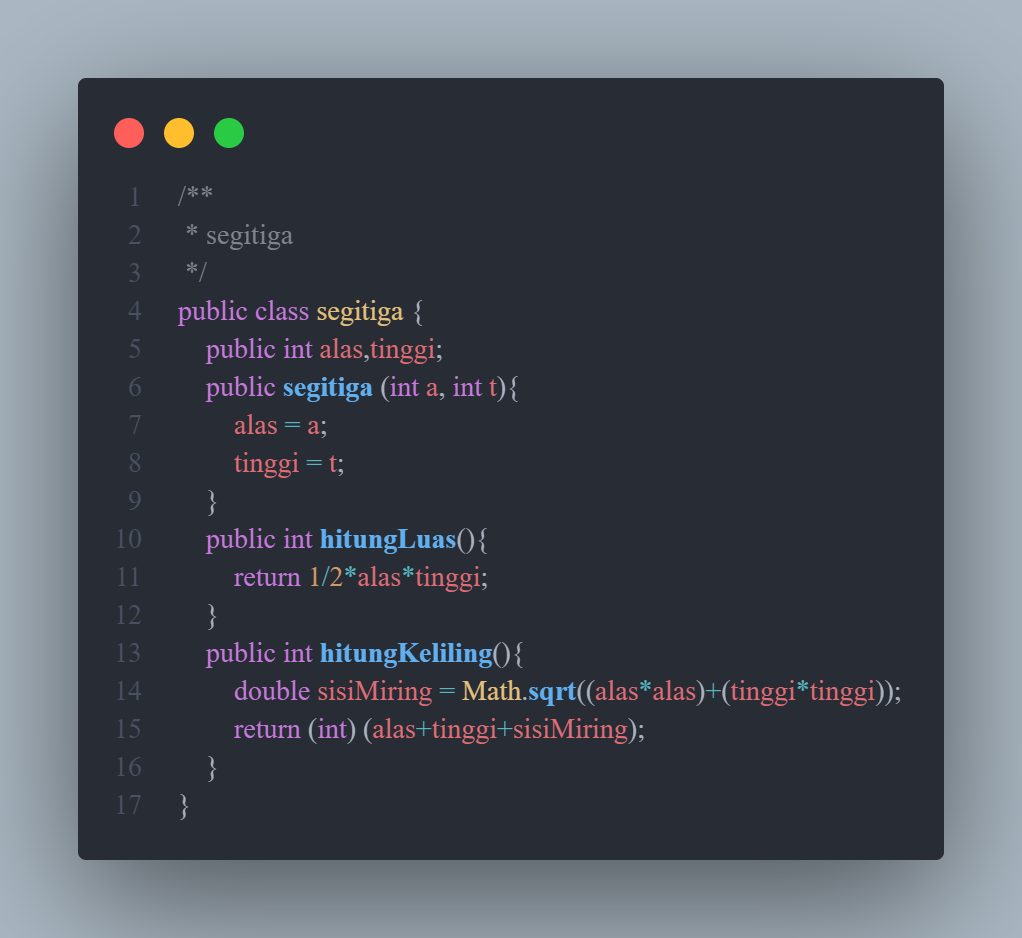 1 /**
2  * segitiga
3  */
4 public class segitiga {
5     public int alas,tinggi;
6     public segitiga (int a, int t){
7         alas = a;
8         tinggi = t;
9     }
10     public int hitungLuas(){
11         return 1/2*alas*tinggi;
12     }
13     public int hitungKeliling(){
14         double sisiMiring = Math.sqrt((alas*alas)+(tinggi*tinggi));
15         return (int) (alas+tinggi+sisiMiring);
16     }
17 }